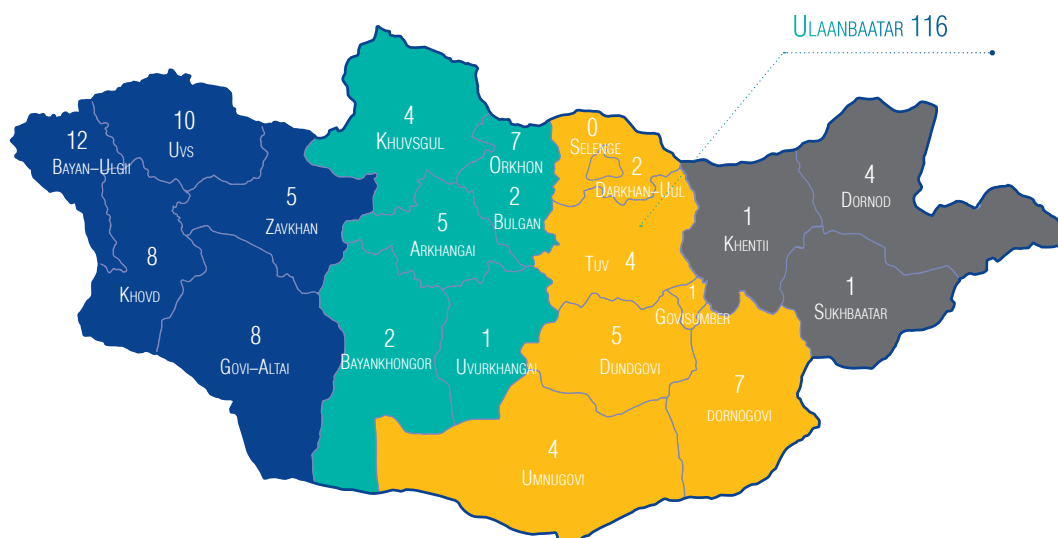 ULAANBAATAR 116
12
BAYAN–ULGII
10
UVS
5
ZAVKHAN
8
KHOVD
8
GOVI–ALTAI
4
KHUVSGUL
7
ORKHON
2
BULGAN
5
ARKHANGAI
2
BAYANKHONGOR
1
UVURKHANGAI
0
SELENGE
2
DARKHAN–UUL
TUV 4
1
GOVISUMBER
5
DUNDGOVI
7
DORNOGOVI
4
UMNUGOVI
1
KHENTII
4
DORNOD
1
SUKHBAATAR